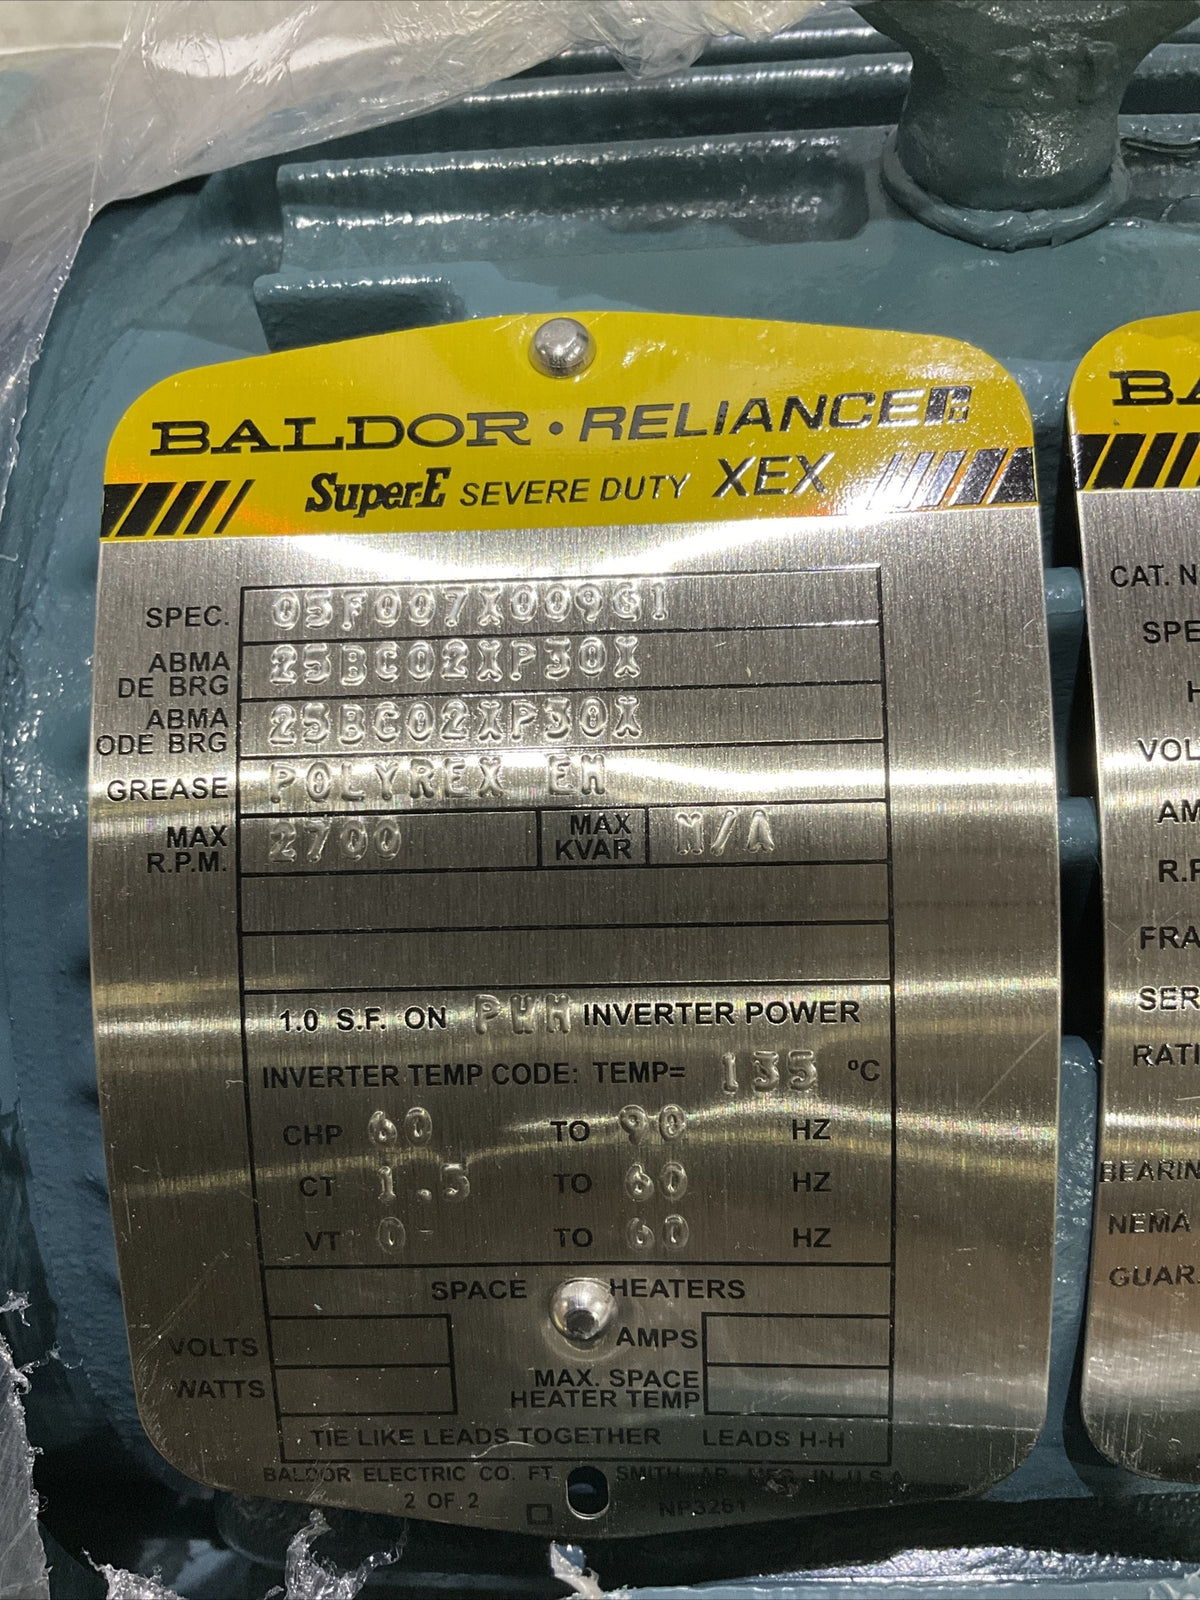 BALDOR • RELIANCE
Super-E SEVERE DUTY XEX
SPEC. 05F007X009G1
ABMA DE BRG 25BC02XP30X
ABMA ODE BRG 25BC02XP30X
GREASE POLYREX EM
MAX R.P.M. 2700 MAX KVAR N/A
1.0 S.F. ON PWM INVERTER POWER
INVERTER TEMP CODE: TEMP= 135 ºC
CHP 60 TO 90 HZ
CT 1.5 TO 60 HZ
VT 0 TO 60 HZ
SPACE HEATERS
VOLTS AMPS
WATTS MAX. SPACE HEATER TEMP
TIE LIKE LEADS TOGETHER LEADS H-H
BALDOR ELECTRIC CO. FT. SMITH, AR. MFG. IN U.S.A.
2 OF 2 NP3261
BA
CAT. N
SPE
H
VOL
AM
R.P
FRA
SER
RATI
BEARIN
NEMA
GUAR